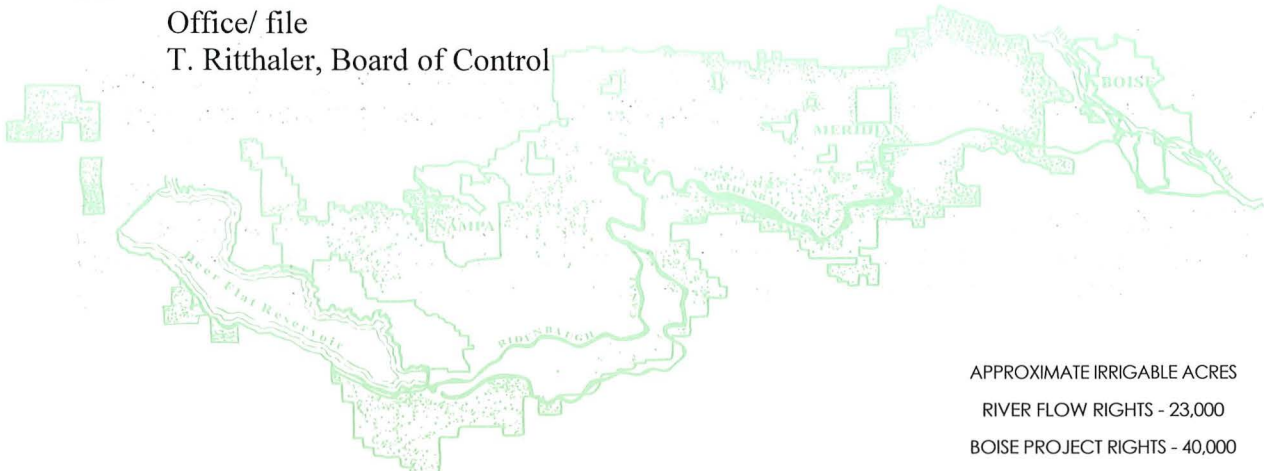 Office/ file
T. Ritthaler, Board of Control
BOISE
MERIDIAN
RIDENBAUGH
NAMPA
Deer Flat Reservoir
RIDENBAUGH
APPROXIMATE IRRIGABLE ACRES
RIVER FLOW RIGHTS - 23,000
BOISE PROJECT RIGHTS - 40,000